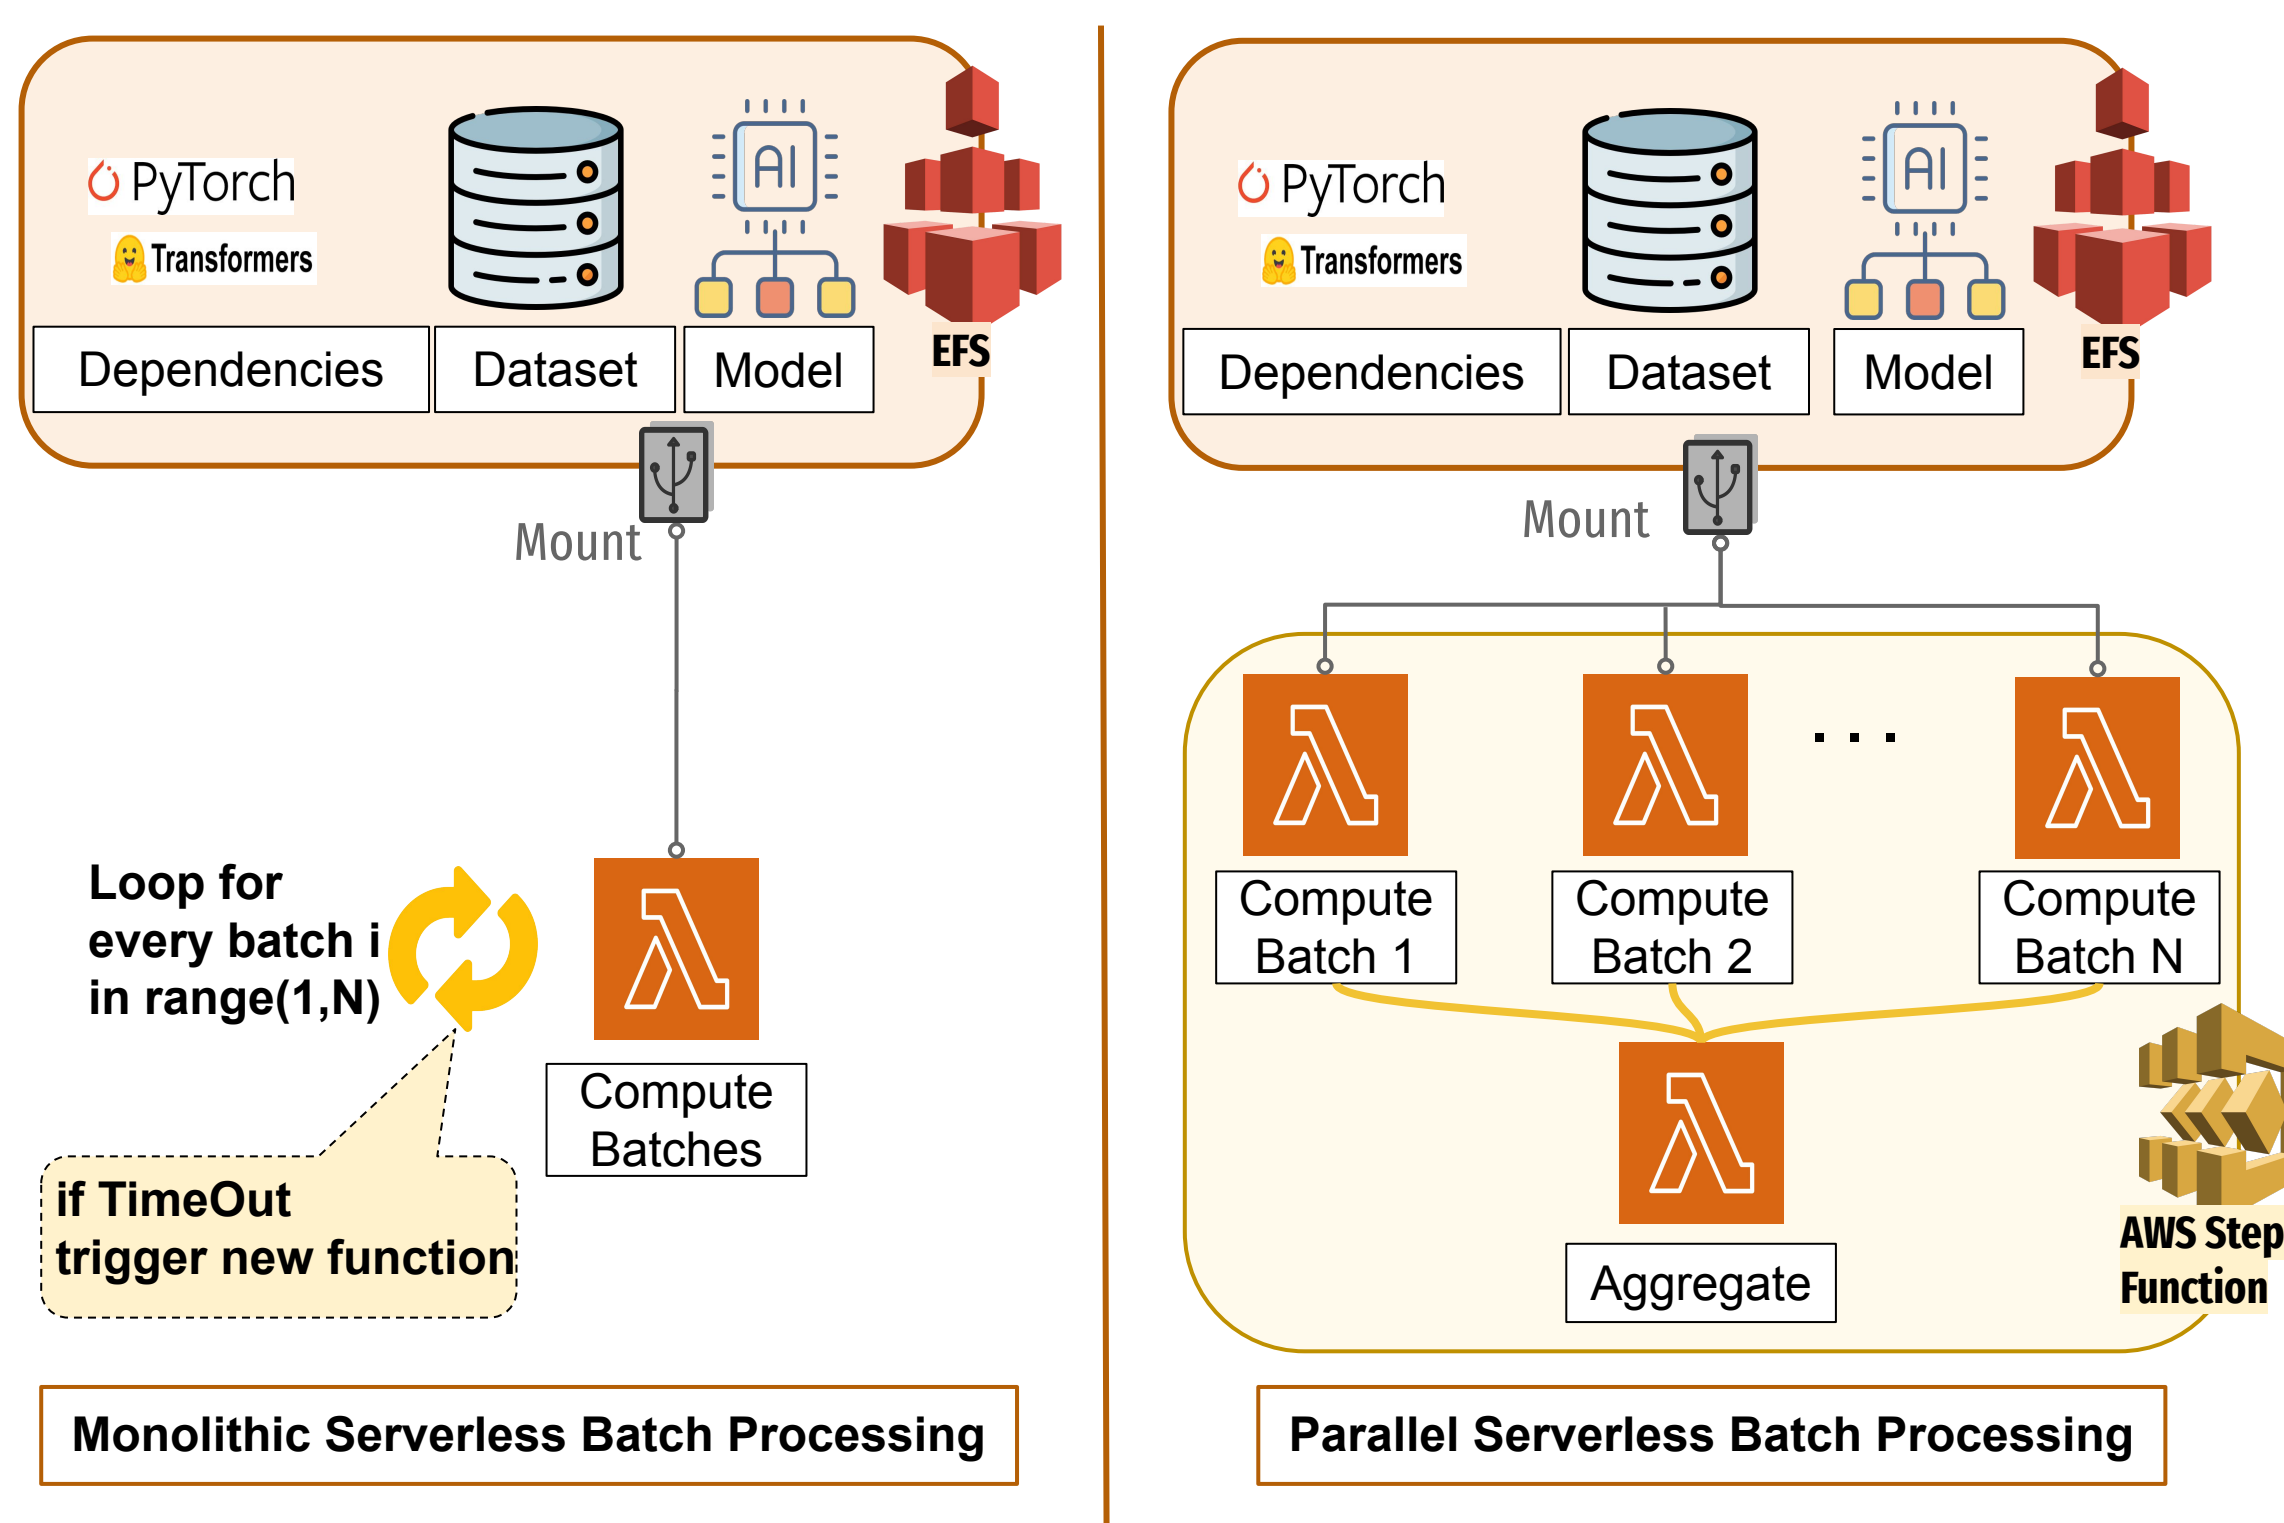 PyTorch
Transformers
Dependencies
Dataset
Model
EFS
AI
Mount
Loop for
every batch i
in range(1,N)
Compute
Batches
if TimeOut
trigger new function
Monolithic Serverless Batch Processing
PyTorch
Transformers
Dependencies
Dataset
Model
EFS
AI
Mount
. . .
Compute
Batch 1
Compute
Batch 2
Compute
Batch N
Aggregate
AWS Step
Function
Parallel Serverless Batch Processing